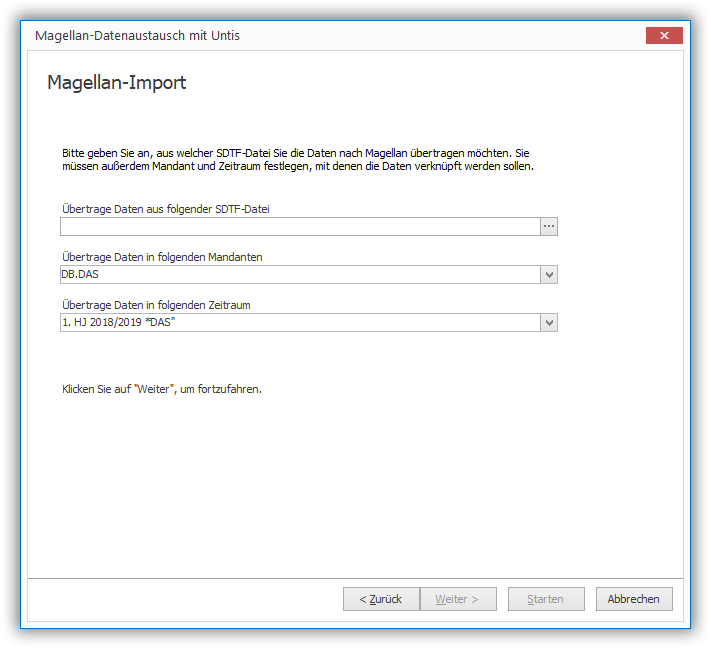 Magellan-Datenaustausch mit Untis
Magellan-Import
Bitte geben Sie an, aus welcher SDTF-Datei Sie die Daten nach Magellan übertragen möchten. Sie
müssen außerdem Mandant und Zeitraum festlegen, mit denen die Daten verknüpft werden sollen.
Übertrage Daten aus folgender SDTF-Datei
...
Übertrage Daten in folgenden Mandanten
DB.DAS
Übertrage Daten in folgenden Zeitraum
1. HJ 2018/2019 *DAS"
Klicken Sie auf "Weiter", um fortzufahren.
< Zurück Weiter > Starten Abbrechen